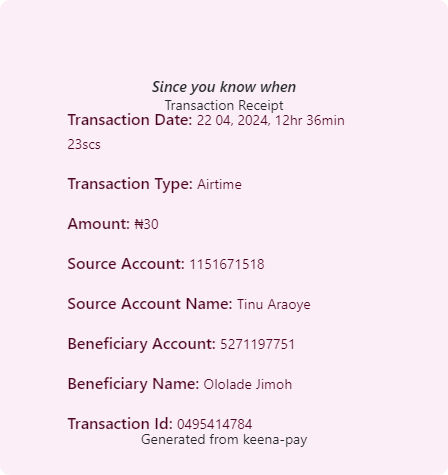 Since you know when
Transaction Receipt
Transaction Date: 22 04, 2024, 12hr 36min
23scs
Transaction Type: Airtime
Amount: ₦30
Source Account: 1151671518
Source Account Name: Tinu Araoye
Beneficiary Account: 5271197751
Beneficiary Name: Ololade Jimoh
Transaction Id: 0495414784
Generated from keena-pay